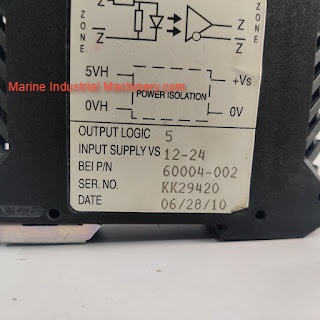 ZONE
Z
Z
Z
ZONE
Marine Industrial Machinery.com
5VH
+Vs
POWER ISOLATION
0VH
0V
OUTPUT LOGIC 5
INPUT SUPPLY VS 12-24
BEI P/N 60004-002
SER. NO. KK29420
DATE 06/28/10